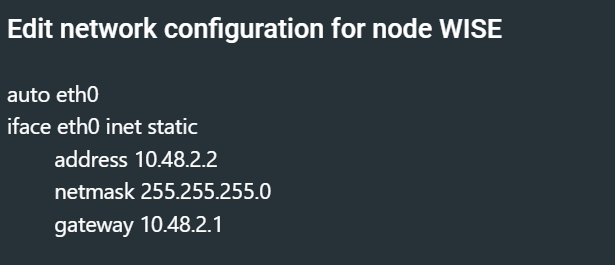 Edit network configuration for node WISE
auto eth0
iface eth0 inet static
address 10.48.2.2
netmask 255.255.255.0
gateway 10.48.2.1